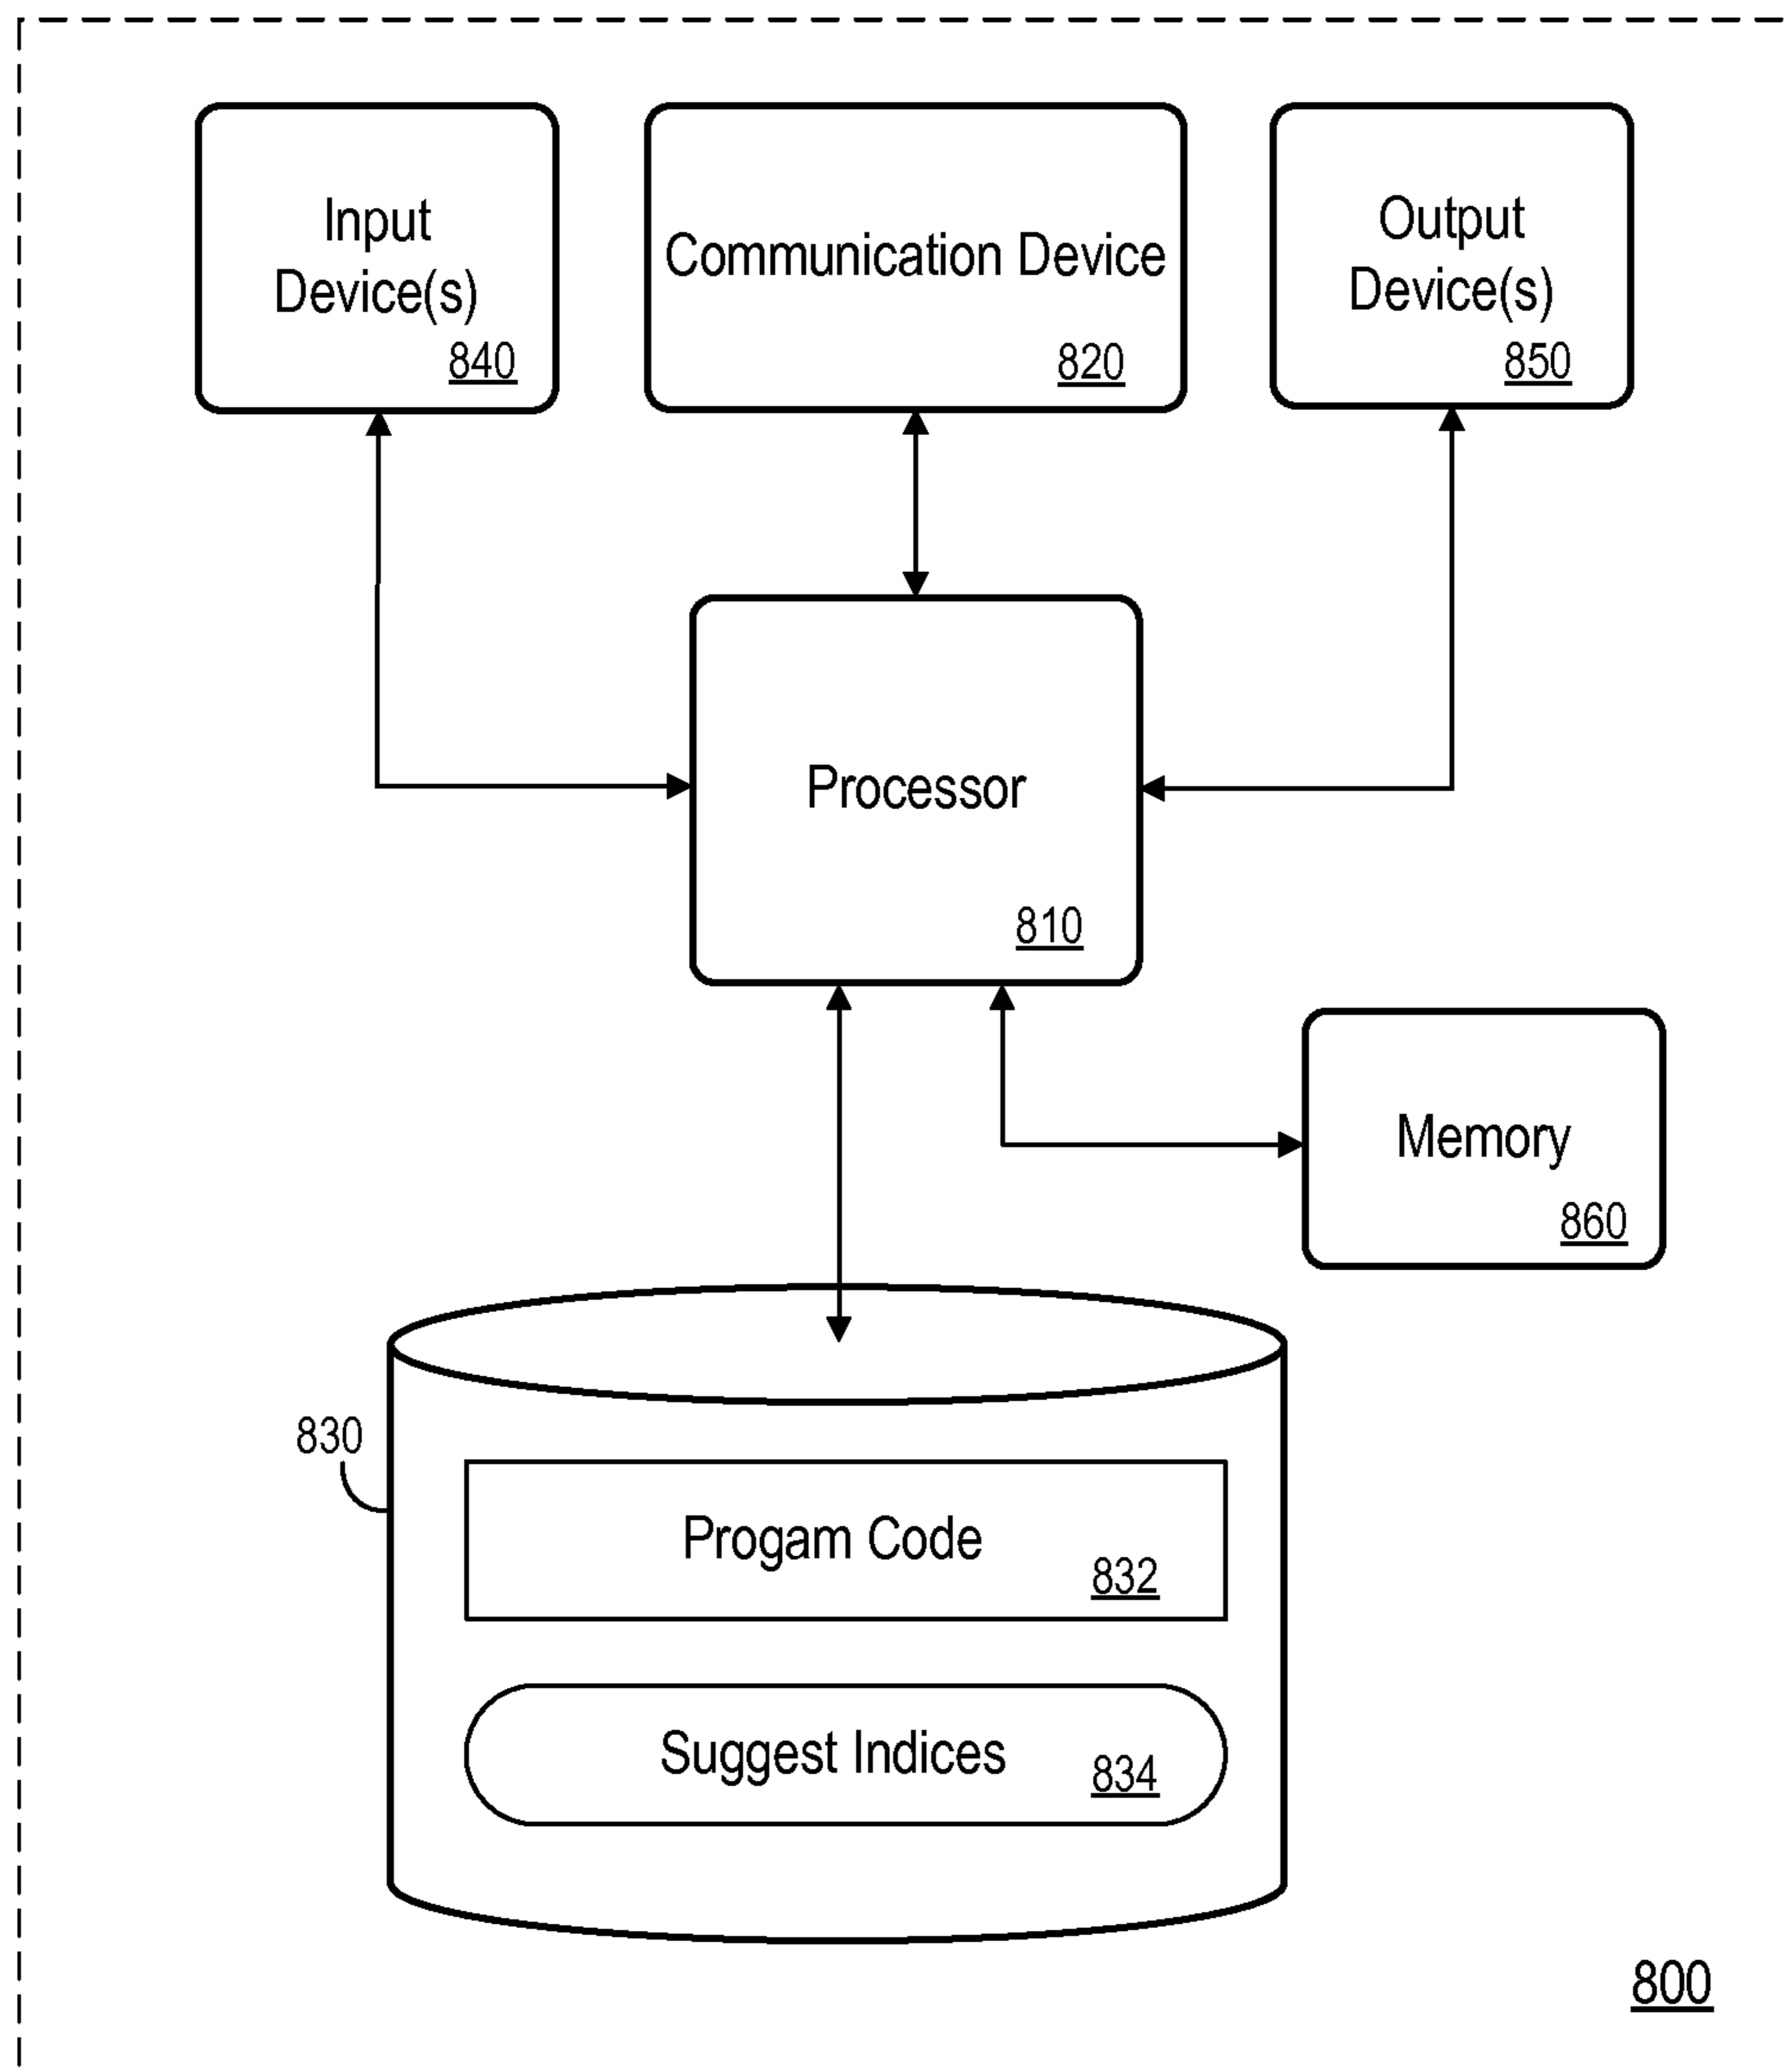 Input
Device(s)
840
Communication Device
820
Output
Device(s)
850
Processor
810
Memory
860
830
Progam Code
832
Suggest Indices
834
800